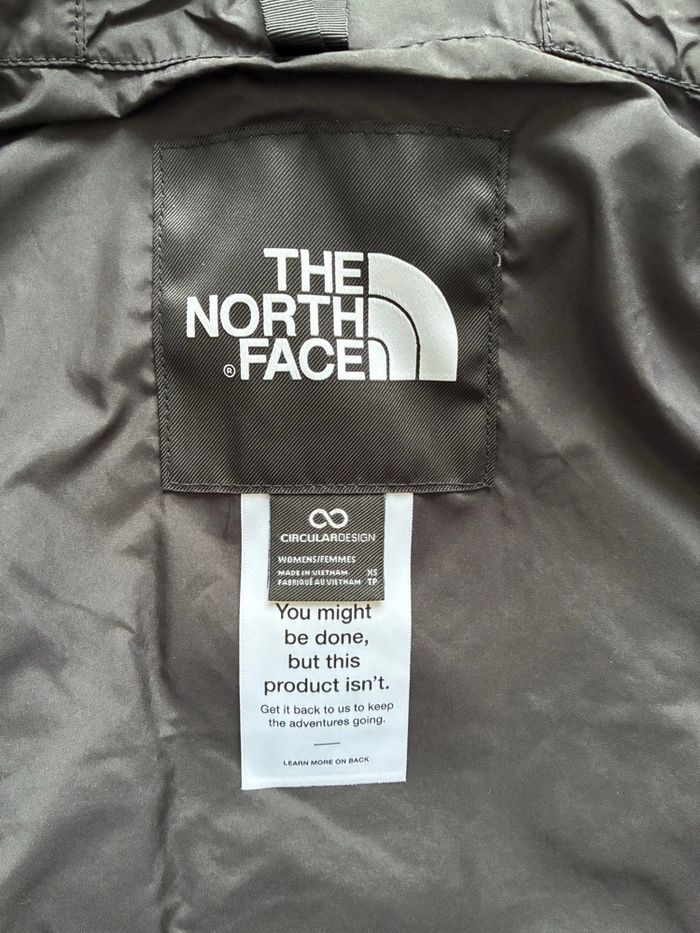 THE
NORTH
® FACE
CIRCULARDESIGN
WOMENS/FEMMES
MADE IN VIETNAM XS
FABRIQUÉ AU VIETNAM TP
You might
be done,
but this
product isn't.
Get it back to us to keep
the adventures going.
LEARN MORE ON BACK